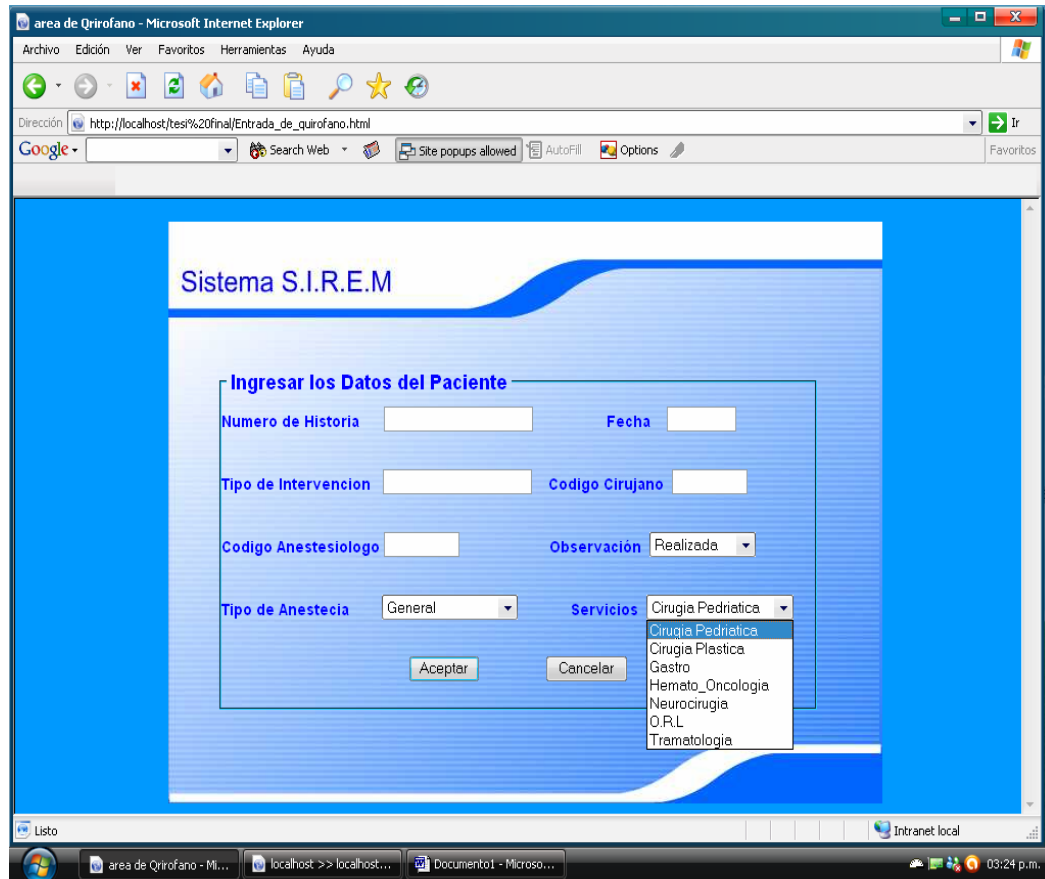 area de Qrirofano - Microsoft Internet Explorer
Archivo Edición Ver Favoritos Herramientas Ayuda
Dirección http://localhost/tesi%20final/Entrada_de_quirofano.html Ir
Google Search Web Site popups allowed AutoFill Options Favoritos
Sistema S.I.R.E.M
Ingresar los Datos del Paciente
Numero de Historia Fecha
Tipo de Intervencion Codigo Cirujano
Codigo Anestesiologo Observación Realizada
Tipo de Anestecia General Servicios Cirugia Pedriatica
Cirugia Pedriatica
Cirugia Plastica
Aceptar Cancelar Gastro
Hemato_Oncologia
Neurocirugia
O.R.L
Tramatologia
Listo Intranet local
area de Qrirofano - Mi... localhost >> localhost... Documento1 - Microso... 03:24 p.m.